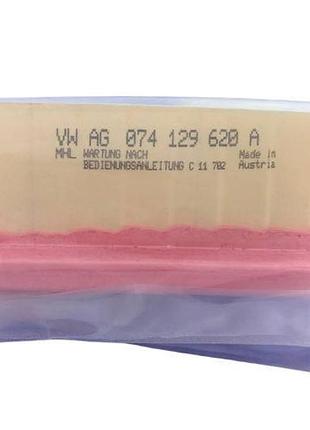 VW AG 074 129 620 A
MHL WARTUNG NACH Made in
BEDIENUNGSANLEITUNG C 11 702 Austria